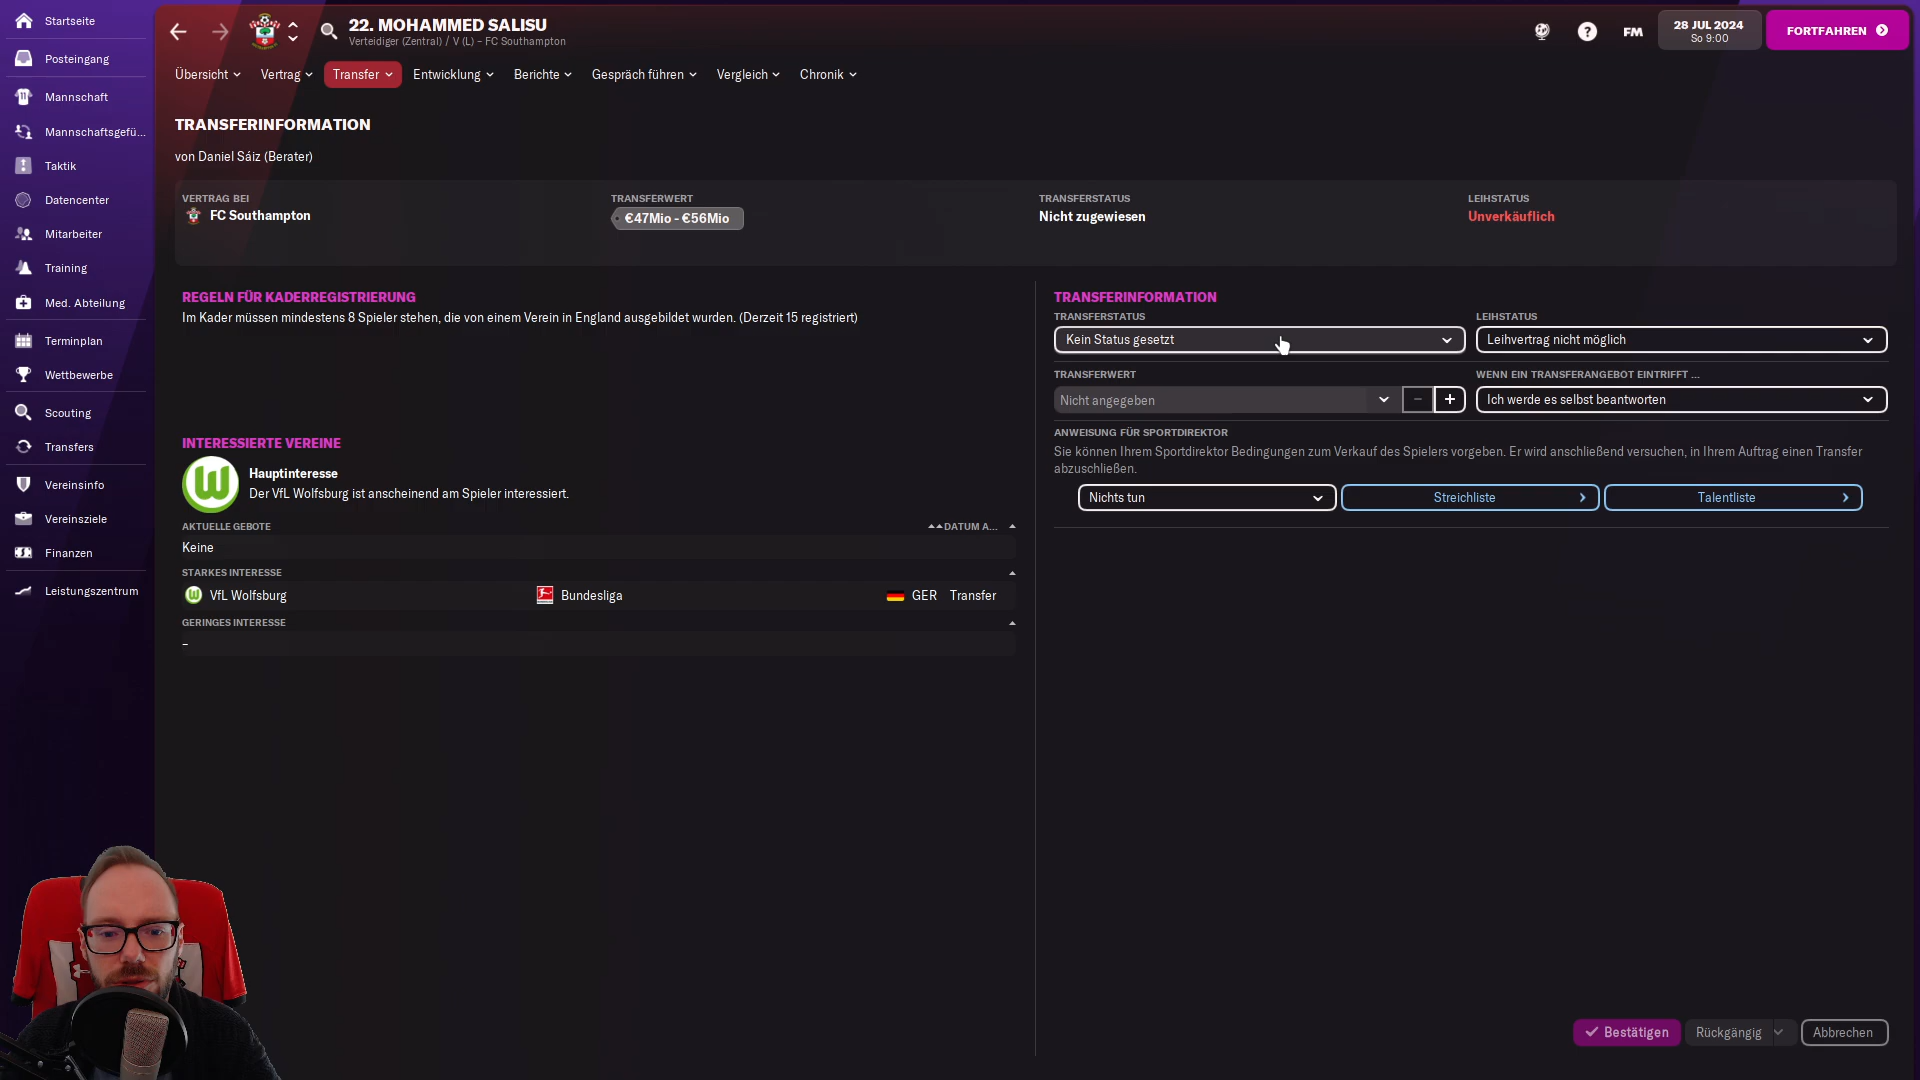 Startseite
Posteingang
Mannschaft
Mannschaftsgefü...
Taktik
Datencenter
Mitarbeiter
Training
Med. Abteilung
Terminplan
Wettbewerbe
Scouting
Transfers
Vereinsinfo
Vereinsziele
Finanzen
Leistungszentrum
22. MOHAMMED SALISU
Verteidiger (Zentral) / V (L) - FC Southampton
FM
28 JUL 2024
So 9:00
FORTFAHREN
Übersicht
Vertrag
Transfer
Entwicklung
Berichte
Gespräch führen
Vergleich
Chronik
TRANSFERINFORMATION
von Daniel Sáiz (Berater)
VERTRAG BEI
FC Southampton
TRANSFERWERT
€47Mio - €56Mio
TRANSFERSTATUS
Nicht zugewiesen
LEIHSTATUS
Unverkäuflich
REGELN FÜR KADERREGISTRIERUNG
Im Kader müssen mindestens 8 Spieler stehen, die von einem Verein in England ausgebildet wurden. (Derzeit 15 registriert)
INTERESSIERTE VEREINE
Hauptinteresse
Der VfL Wolfsburg ist anscheinend am Spieler interessiert.
AKTUELLE GEBOTE
DATUM A...
Keine
STARKES INTERESSE
VfL Wolfsburg
Bundesliga
GER
Transfer
GERINGES INTERESSE
-
TRANSFERINFORMATION
TRANSFERSTATUS
Kein Status gesetzt
LEIHSTATUS
Leihvertrag nicht möglich
TRANSFERWERT
Nicht angegeben
- +
WENN EIN TRANSFERANGEBOT EINTRIFFT ...
Ich werde es selbst beantworten
ANWEISUNG FÜR SPORTDIREKTOR
Sie können Ihrem Sportdirektor Bedingungen zum Verkauf des Spielers vorgeben. Er wird anschließend versuchen, in Ihrem Auftrag einen Transfer
abzuschließen.
Nichts tun
Streichliste
Talentliste
Bestätigen
Rückgängig
Abbrechen